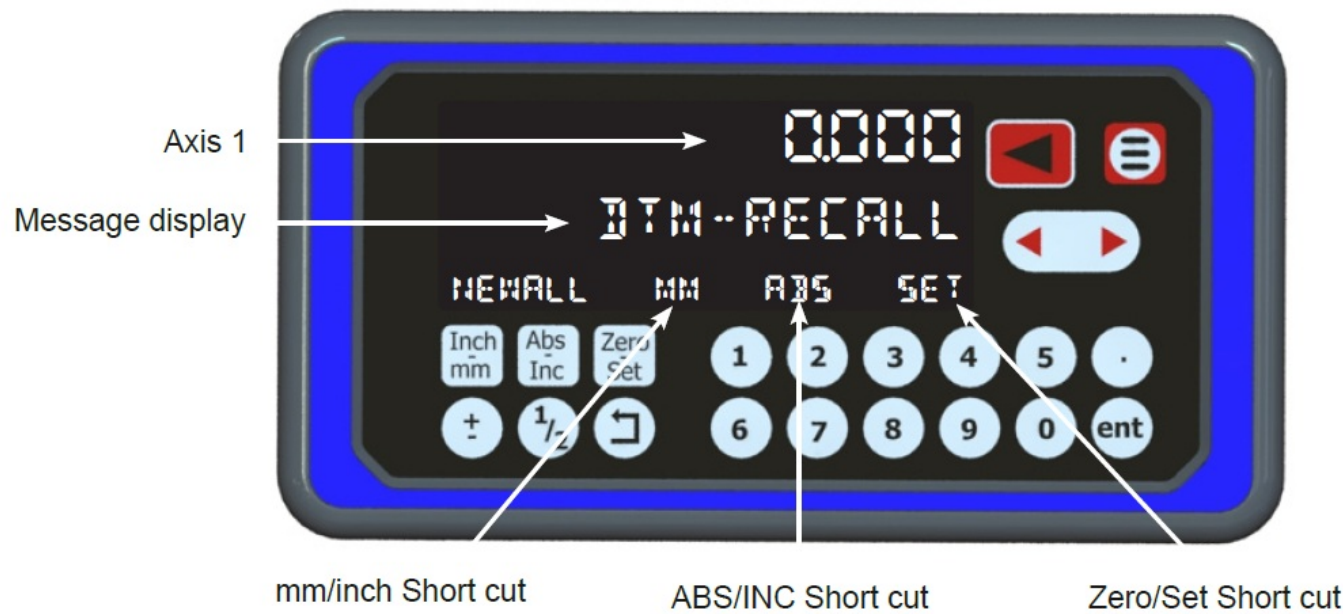 Axis 1
0.000
Message display
DTM-RECALL
NEWALL MM ABS SET
Inch
-
mm
Abs
-
Inc
Zero
-
Set
1 2 3 4 5 .
+
-
1/2
6 7 8 9 0 ent
mm/inch Short cut
ABS/INC Short cut
Zero/Set Short cut